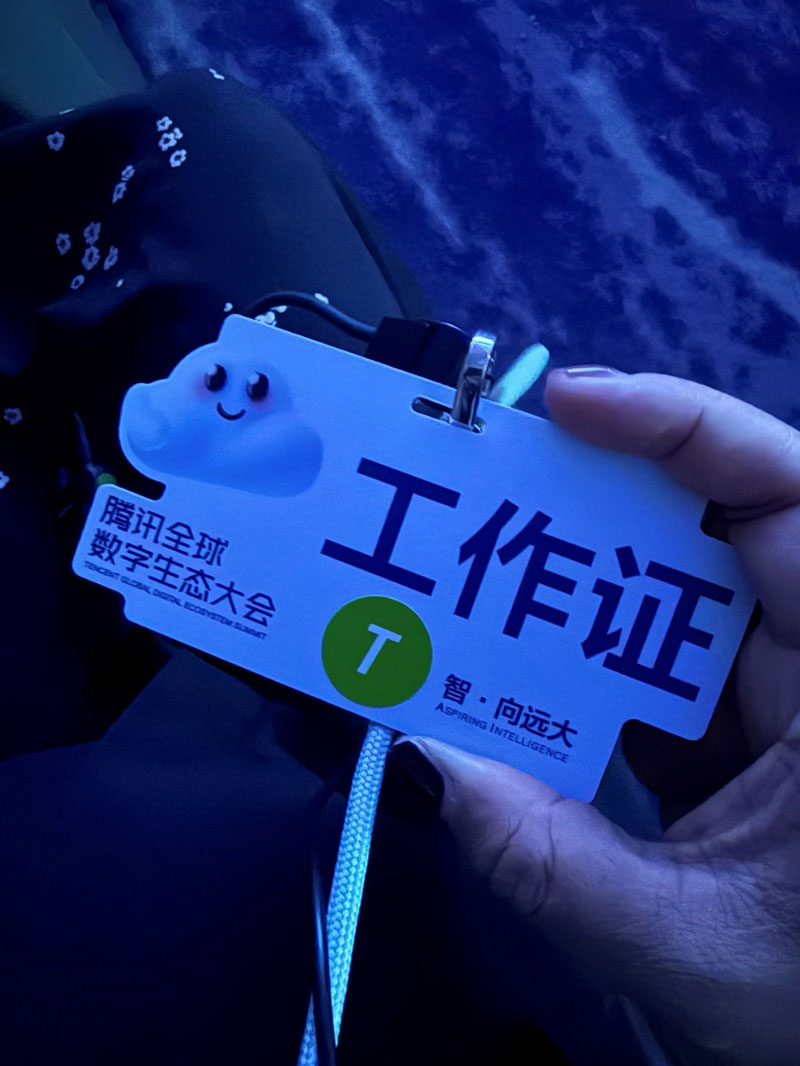 腾讯全球
数字生态大会
TENCENT GLOBAL DIGITAL ECOSYSTEM SUMMIT
工作证
T
智·向远大
ASPIRING INTELLIGENCE